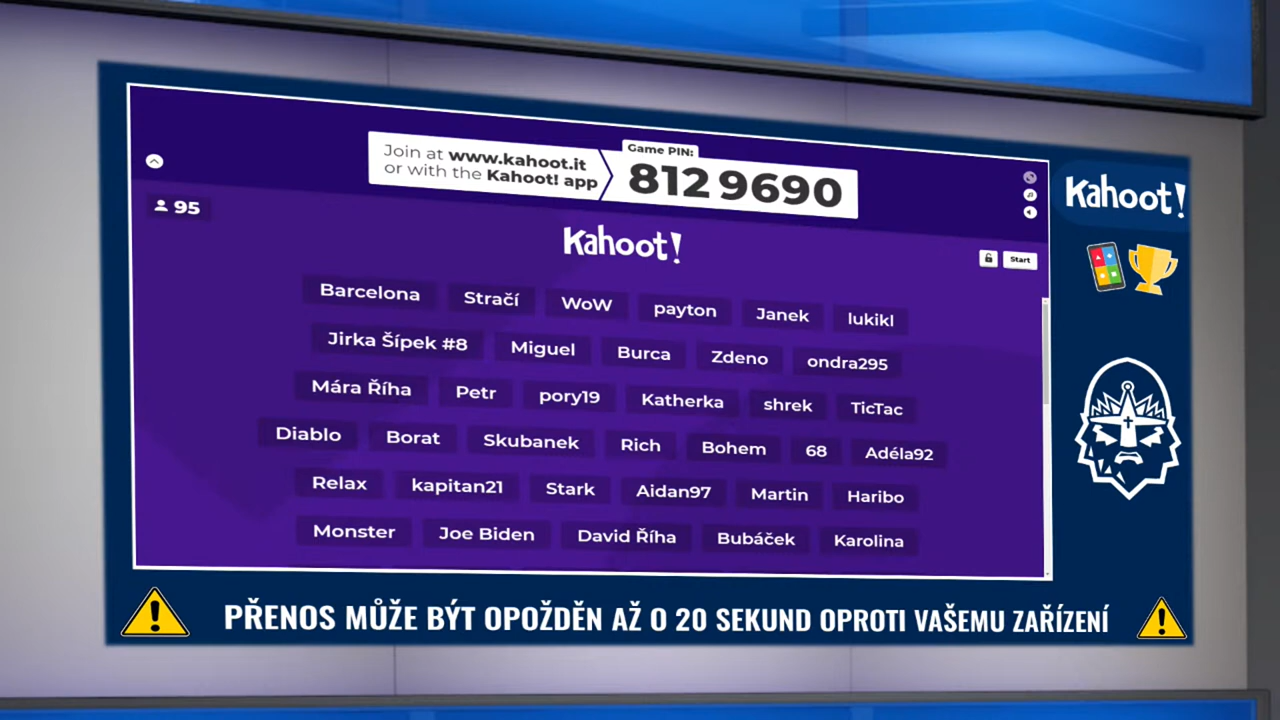 Join at www.kahoot.it
or with the Kahoot! app
Game PIN:
812 9690
95
Kahoot!
Start
Kahoot!
Barcelona Stračí WoW payton Janek lukikl
Jirka Šípek #8 Miguel Burca Zdeno ondra295
Mára Říha Petr pory19 Katherka shrek TicTac
Diablo Borat Skubanek Rich Bohem 68 Adéla92
Relax kapitan21 Stark Aidan97 Martin Haribo
Monster Joe Biden David Říha Bubáček Karolina
PŘENOS MŮŽE BÝT OPOŽDĚN AŽ O 20 SEKUND OPROTI VAŠEMU ZAŘÍZENÍ